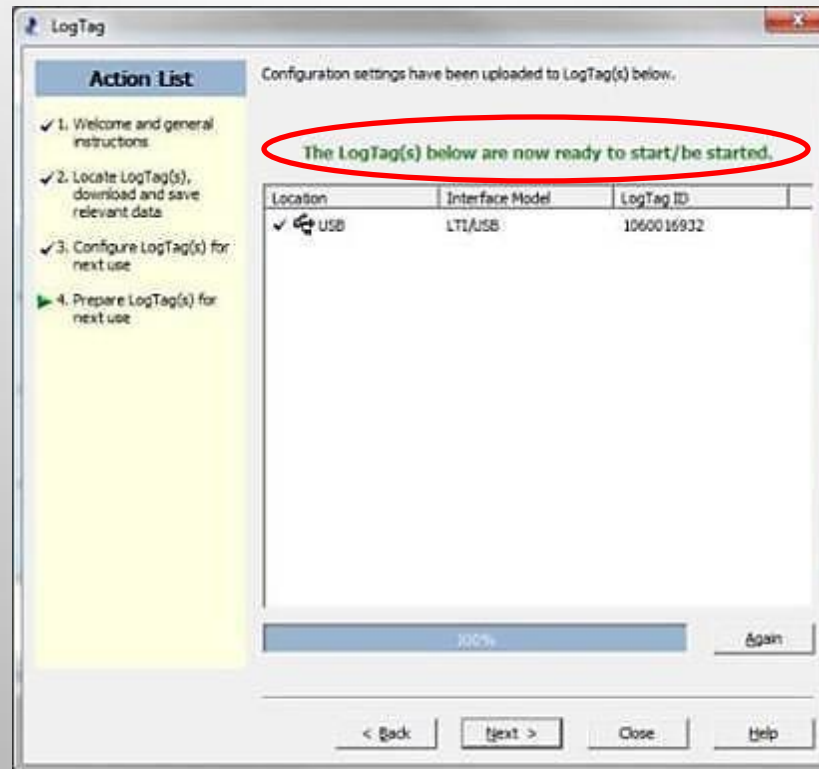 LogTag
Action List
1. Welcome and general
instructions
2. Locate LogTag(s),
download and save
relevant data
3. Configure LogTag(s) for
next use
4. Prepare LogTag(s) for
next use
Configuration settings have been uploaded to LogTag(s) below.
The LogTag(s) below are now ready to start/be started.
Location Interface Model LogTag ID
USB LTI/USB 1060016932
100%
Again
< Back Next > Close Help